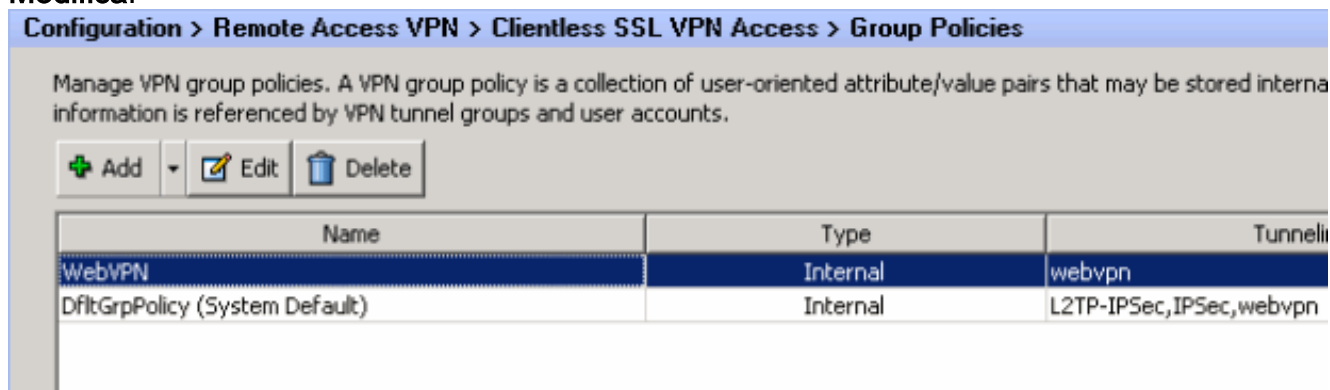 Modifica.
Configuration > Remote Access VPN > Clientless SSL VPN Access > Group Policies
Manage VPN group policies. A VPN group policy is a collection of user-oriented attribute/value pairs that may be stored interna
information is referenced by VPN tunnel groups and user accounts.
Add Edit Delete
Name Type Tunneli
WebVPN Internal webvpn
DfltGrpPolicy (System Default) Internal L2TP-IPSec,IPSec,webvpn